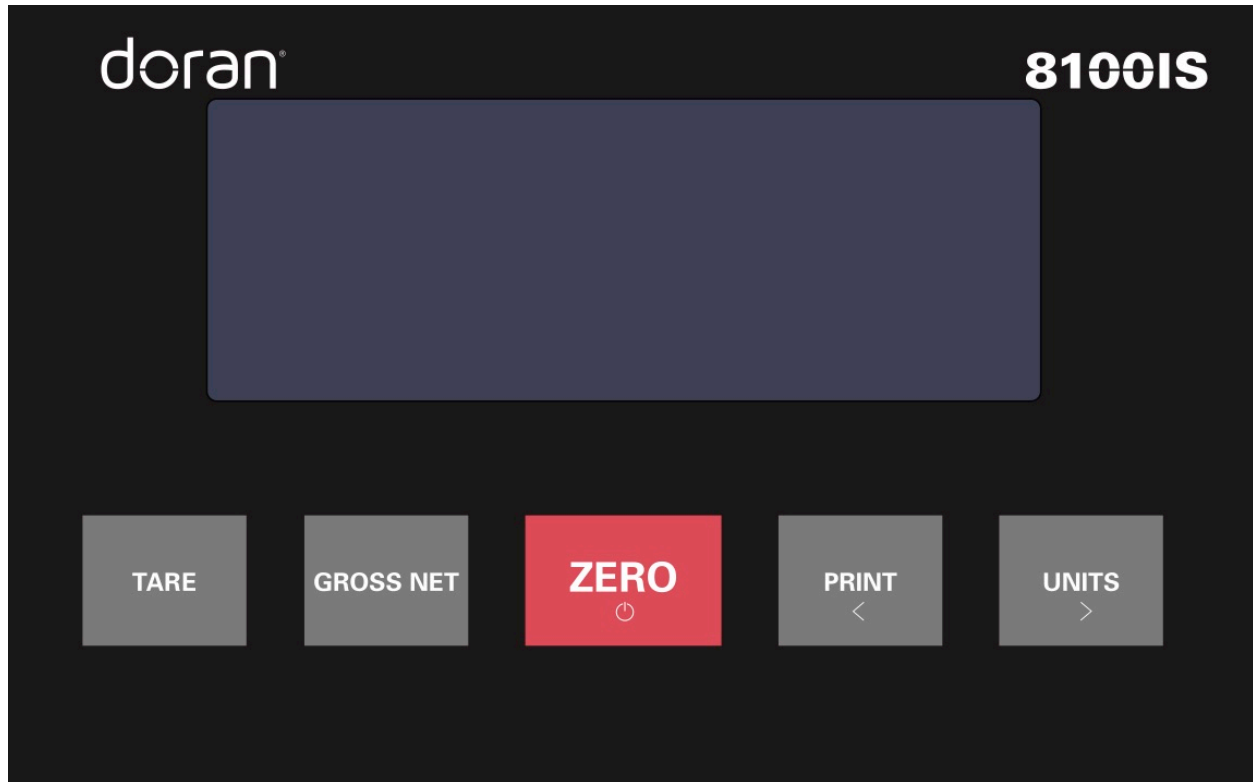 doran®
8100IS
TARE
GROSS NET
ZERO
PRINT
<
UNITS
>